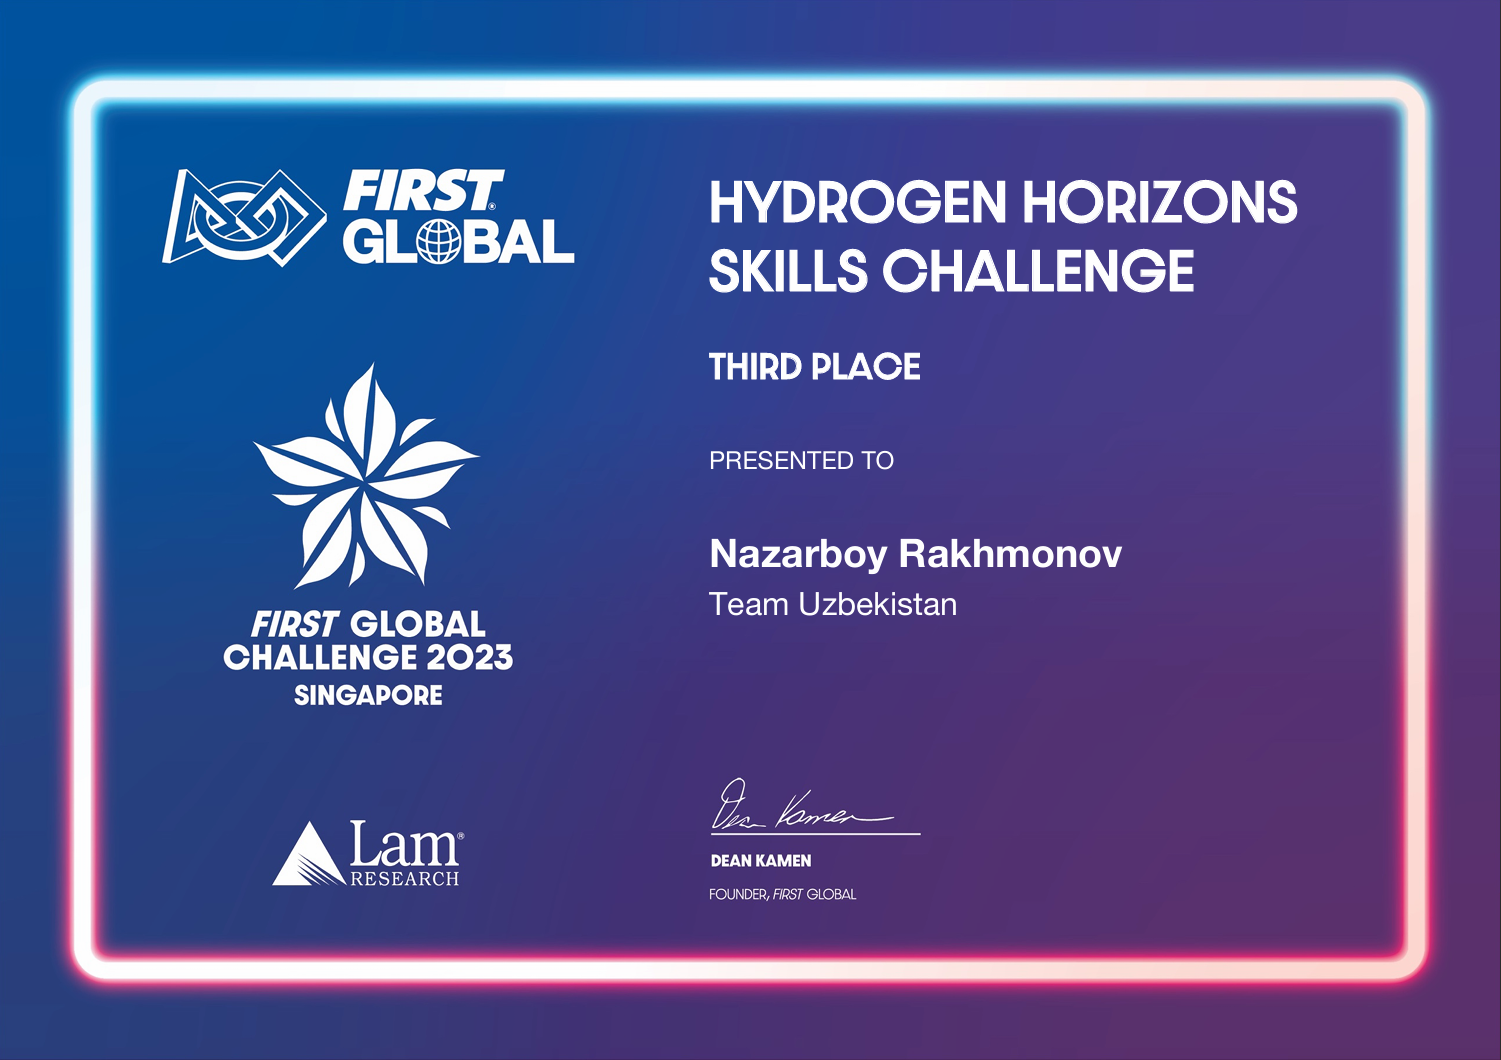 FIRST®
GLOBAL
HYDROGEN HORIZONS
SKILLS CHALLENGE
THIRD PLACE
PRESENTED TO
Nazarboy Rakhmonov
Team Uzbekistan
FIRST GLOBAL
CHALLENGE 2023
SINGAPORE
Lam®
RESEARCH
Dean Kamen
DEAN KAMEN
FOUNDER, FIRST GLOBAL